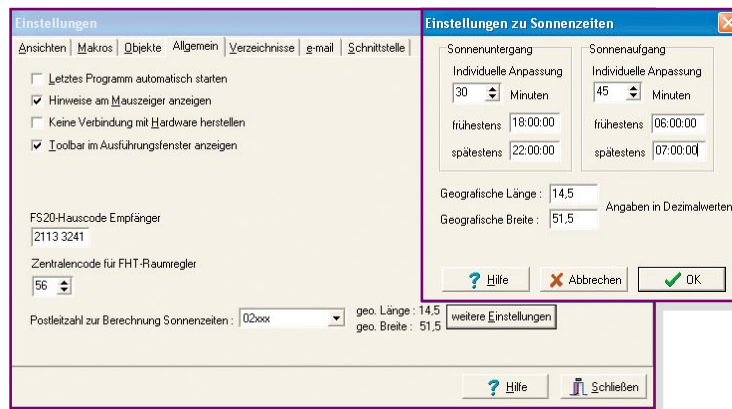 Einstellungen
Ansichten Makros Objekte Allgemein Verzeichnisse e-mail Schnittstelle
Letztes Programm automatisch starten
Hinweise am Mauszeiger anzeigen
Keine Verbindung mit Hardware herstellen
Toolbar im Ausführungsfenster anzeigen
FS20-Hauscode Empfänger
2113 3241
Zentralencode für FHT-Raumregler
56
Postleitzahl zur Berechnung Sonnenzeiten : 02xxx
geo. Länge : 14,5
geo. Breite : 51,5
weitere Einstellungen
Hilfe Schließen
Einstellungen zu Sonnenzeiten
Sonnenuntergang
Individuelle Anpassung
30 Minuten
frühestens 18:00:00
spätestens 22:00:00
Sonnenaufgang
Individuelle Anpassung
45 Minuten
frühestens 06:00:00
spätestens 07:00:00
Geografische Länge : 14,5
Geografische Breite : 51,5
Angaben in Dezimalwerten
Hilfe Abbrechen OK